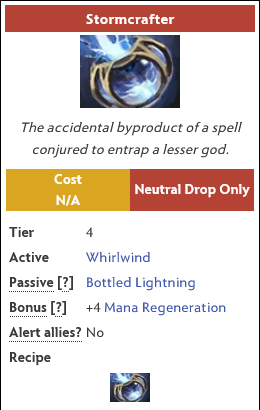 Stormcrafter
The accidental byproduct of a spell
conjured to entrap a lesser god.
Cost
N/A
Neutral Drop Only
Tier 4
Active Whirlwind
Passive [?] Bottled Lightning
Bonus [?] +4 Mana Regeneration
Alert allies? No
Recipe